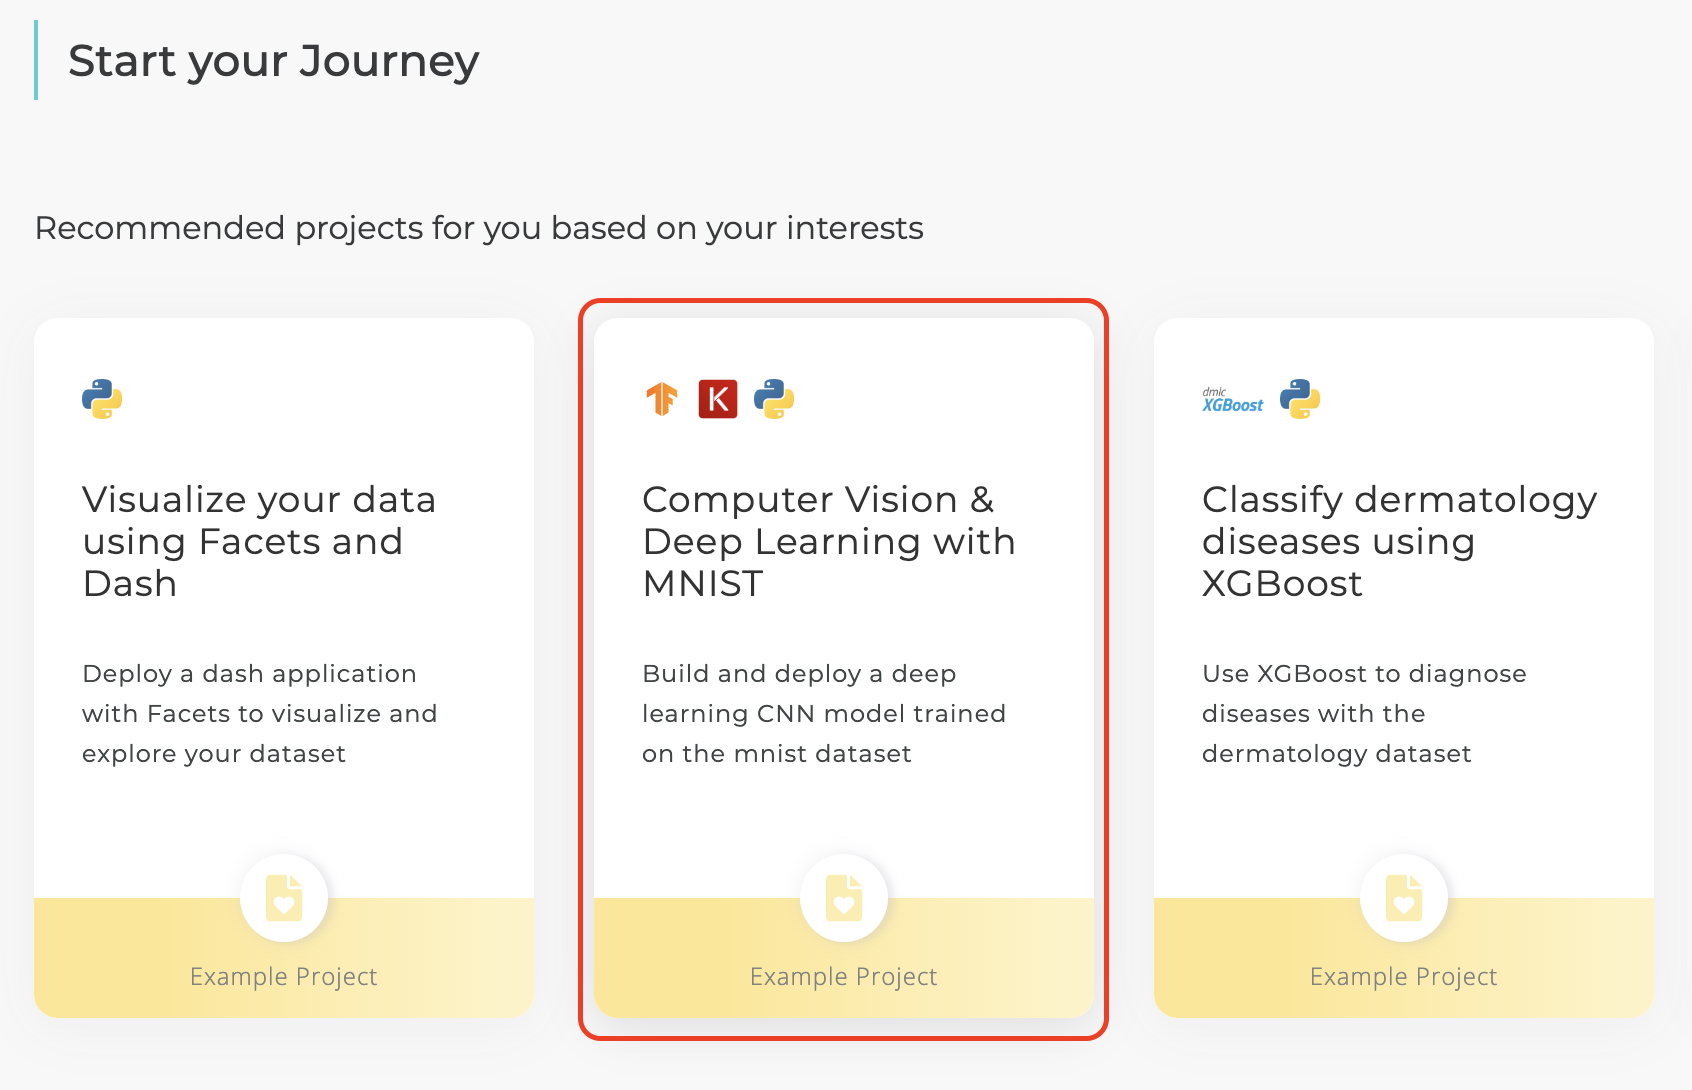 Start your Journey
Recommended projects for you based on your interests
Visualize your data
using Facets and
Dash
Deploy a dash application
with Facets to visualize and
explore your dataset
Example Project
K
Computer Vision &
Deep Learning with
MNIST
Build and deploy a deep
learning CNN model trained
on the mnist dataset
Example Project
dmlc
XGBoost
Classify dermatology
diseases using
XGBoost
Use XGBoost to diagnose
diseases with the
dermatology dataset
Example Project